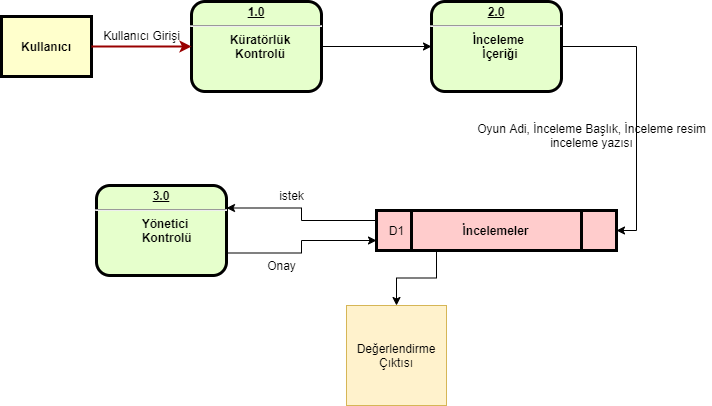 Kullanıcı
Kullanıcı Girişi
1.0
Küratörlük
Kontrolü
2.0
İnceleme
İçeriği
Oyun Adi, İnceleme Başlık, İnceleme resim
inceleme yazısı
3.0
Yönetici
Kontrolü
istek
Onay
D1
İncelemeler
Değerlendirme
Çıktısı